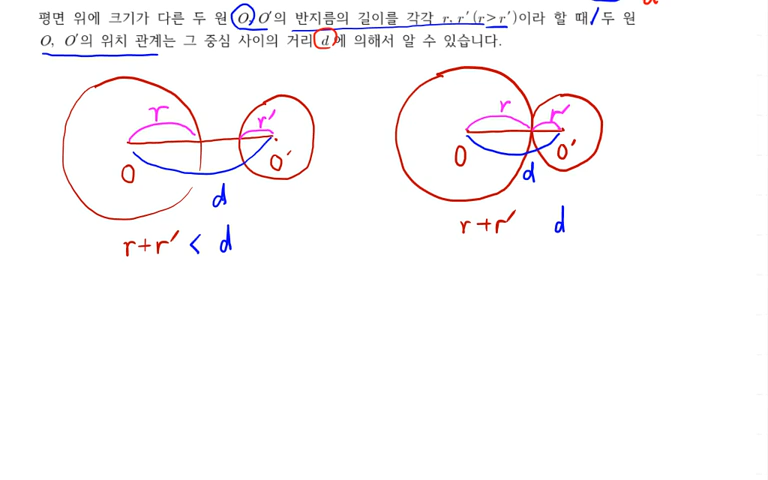 평면 위에 크기가 다른 두 원 O, O′의 반지름의 길이를 각각 r, r′(r>r′)이라 할 때, 두 원
O, O′의 위치 관계는 그 중심 사이의 거리 d에 의해서 알 수 있습니다.
r r′
O O′
d
r+r′ < d
r r′
O O′
d
r+r′ d